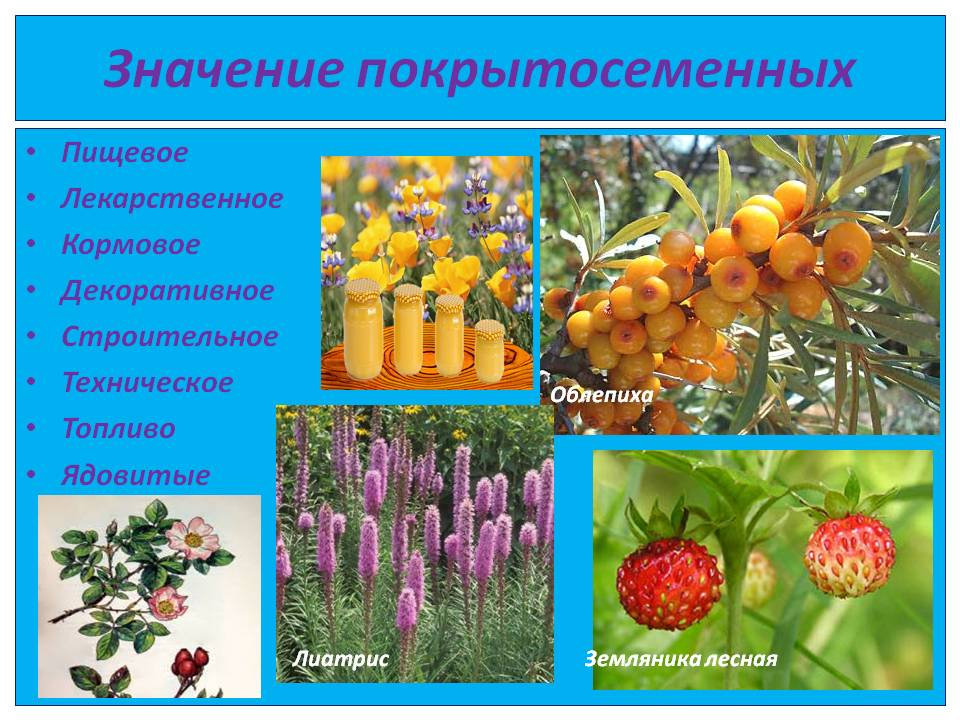 Значение покрытосеменных
• Пищевое
• Лекарственное
• Кормовое
• Декоративное
• Строительное
• Техническое
• Топливо
• Ядовитые
Облепиха
Лиатрис
Земляника лесная